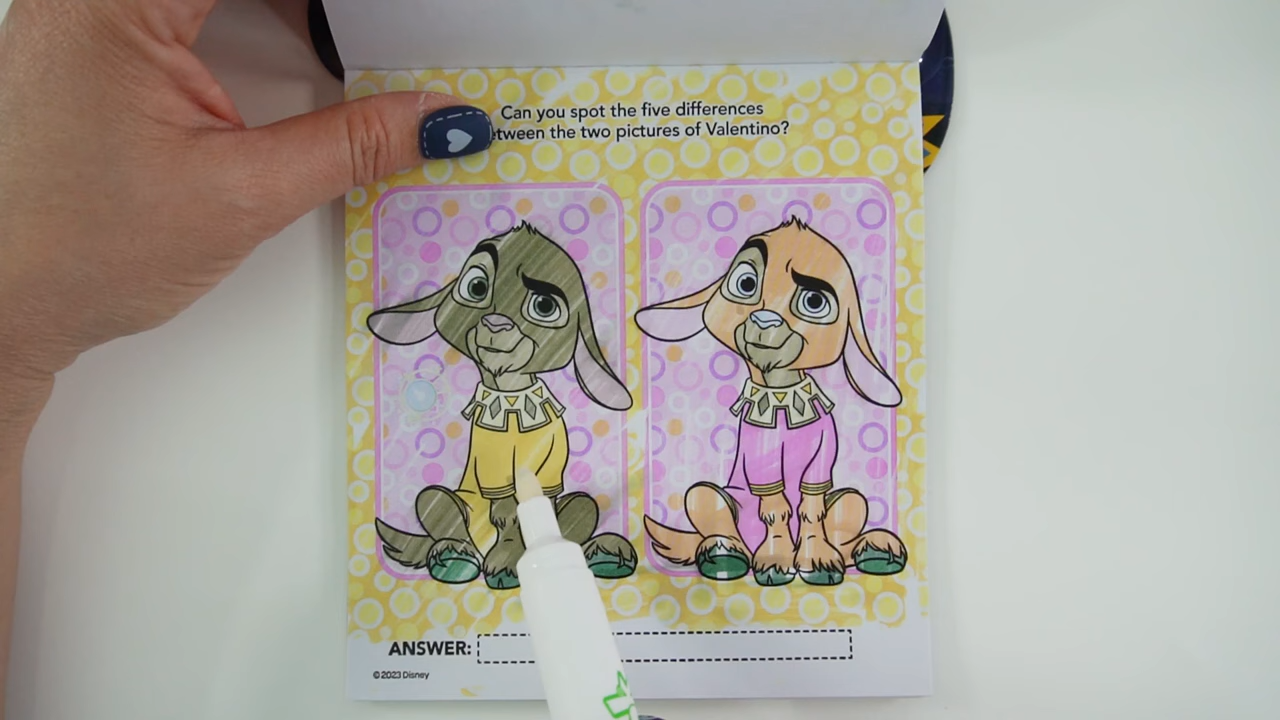 Can you spot the five differences
etween the two pictures of Valentino?
ANSWER:
© 2023 Disney